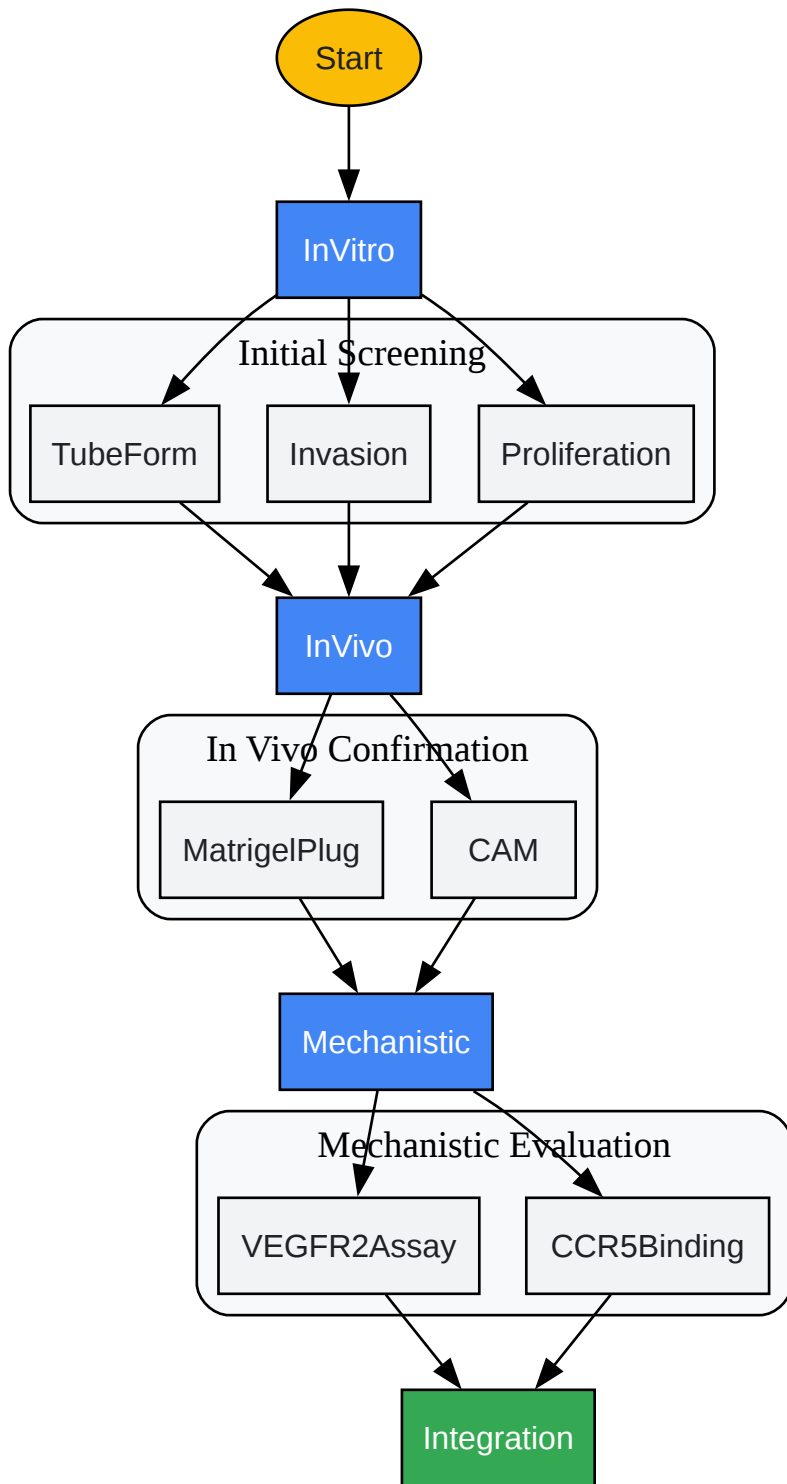 Start
InVitro
Initial Screening
TubeForm
Invasion
Proliferation
InVivo
In Vivo Confirmation
MatrigelPlug
CAM
Mechanistic
Mechanistic Evaluation
VEGFR2Assay
CCR5Binding
Integration